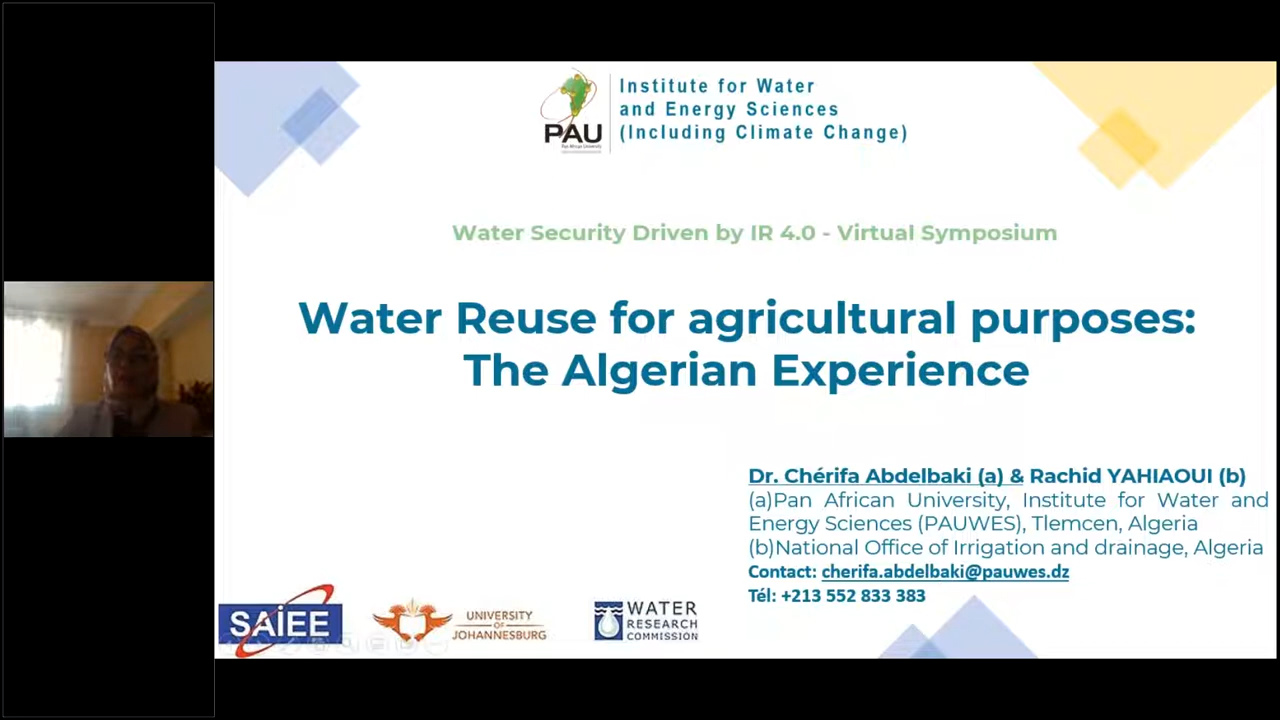 Institute for Water
and Energy Sciences
(Including Climate Change)
PAU
Pan African University
Water Security Driven by IR 4.0 - Virtual Symposium
Water Reuse for agricultural purposes:
The Algerian Experience
Dr. Chérifa Abdelbaki (a) & Rachid YAHIAOUI (b)
(a)Pan African University, Institute for Water and
Energy Sciences (PAUWES), Tlemcen, Algeria
(b)National Office of Irrigation and drainage, Algeria
Contact: cherifa.abdelbaki@pauwes.dz
Tél: +213 552 833 383
SAIEE
UNIVERSITY
OF
JOHANNESBURG
WATER
RESEARCH
COMMISSION